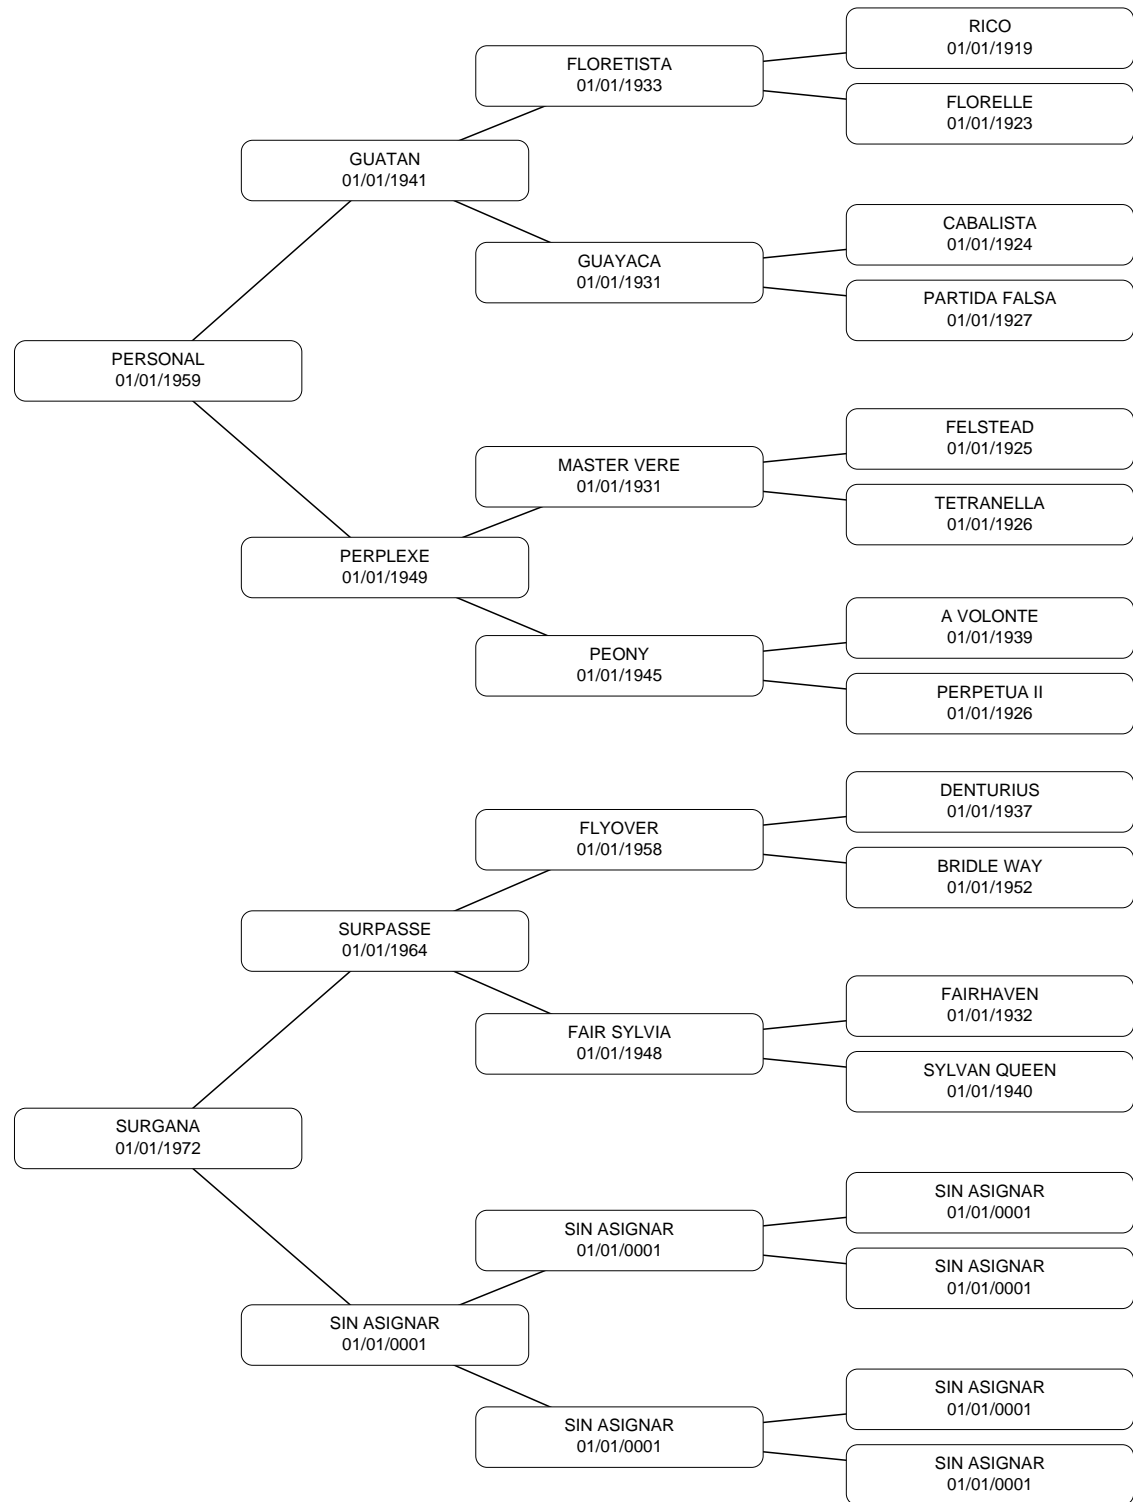 RICO
01/01/1919
FLORETISTA
01/01/1933
FLORELLE
01/01/1923
GUATAN
01/01/1941
CABALISTA
01/01/1924
GUAYACA
01/01/1931
PARTIDA FALSA
01/01/1927
PERSONAL
01/01/1959
FELSTEAD
01/01/1925
MASTER VERE
01/01/1931
TETRANELLA
01/01/1926
PERPLEXE
01/01/1949
A VOLONTE
01/01/1939
PEONY
01/01/1945
PERPETUA II
01/01/1926
DENTURIUS
01/01/1937
FLYOVER
01/01/1958
BRIDLE WAY
01/01/1952
SURPASSE
01/01/1964
FAIRHAVEN
01/01/1932
FAIR SYLVIA
01/01/1948
SYLVAN QUEEN
01/01/1940
SURGANA
01/01/1972
SIN ASIGNAR
01/01/0001
SIN ASIGNAR
01/01/0001
SIN ASIGNAR
01/01/0001
SIN ASIGNAR
01/01/0001
SIN ASIGNAR
01/01/0001
SIN ASIGNAR
01/01/0001
SIN ASIGNAR
01/01/0001